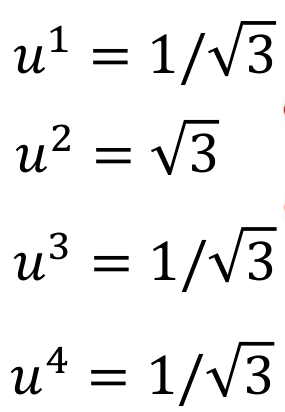 u¹ = 1/√3
u² = √3
u³ = 1/√3
u⁴ = 1/√3